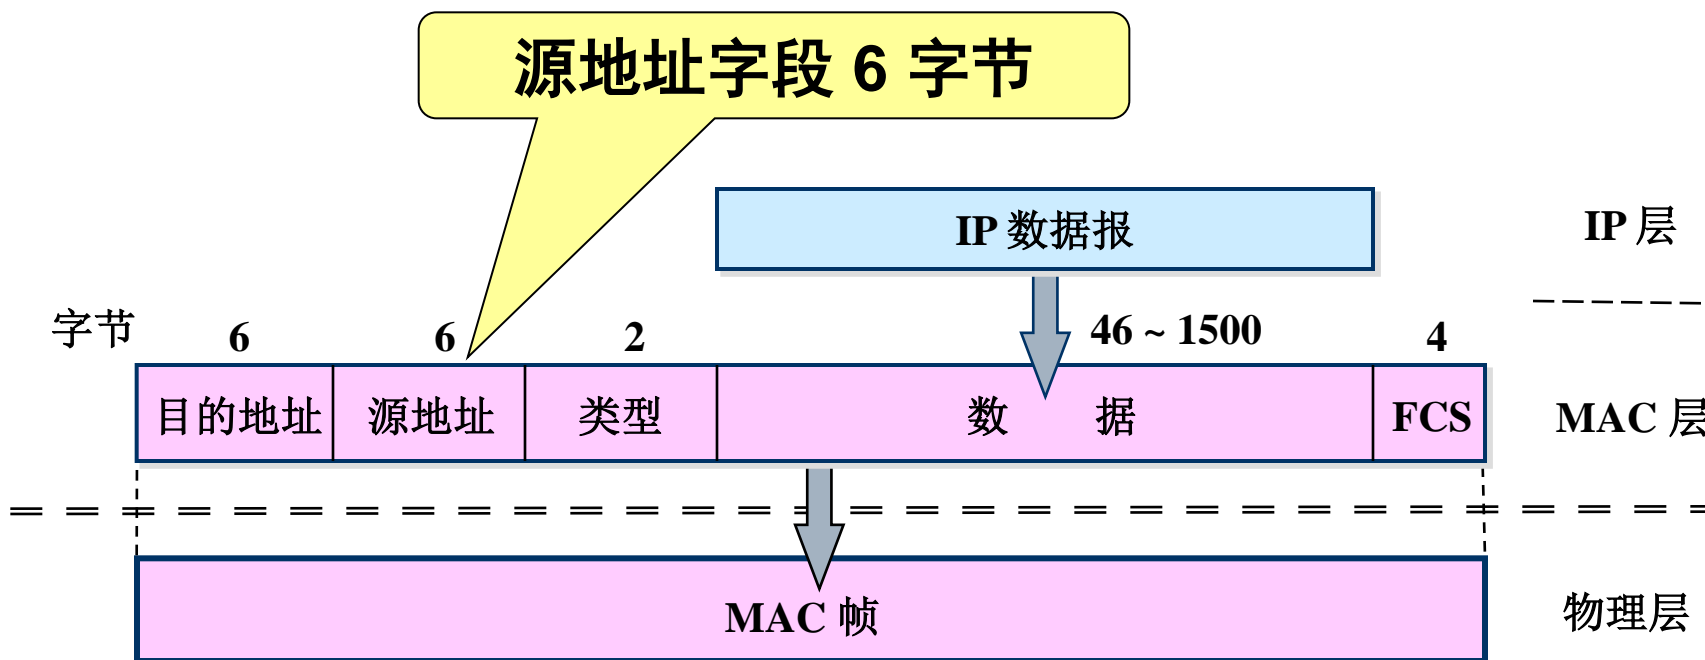 源地址字段 6 字节
IP 数据报
IP 层
字节
6
6
2
46 ~ 1500
4
目的地址
源地址
类型
数 据
FCS
MAC 层
MAC 帧
物理层